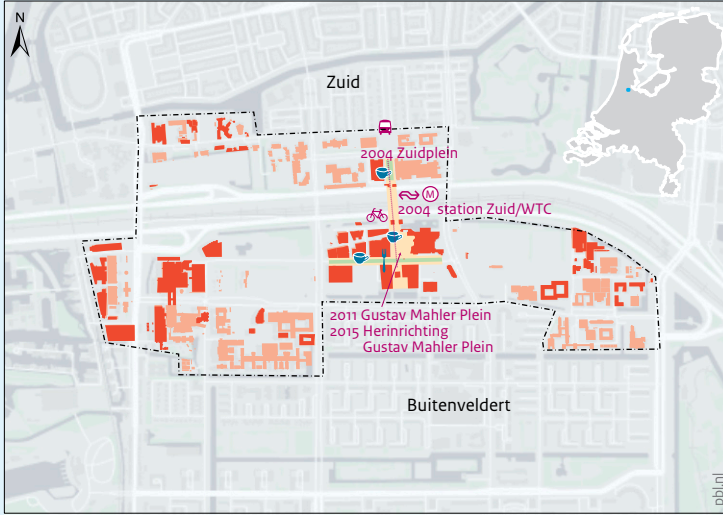 N
Zuid
2004 Zuidplein
M
2004 station Zuid/WTC
2011 Gustav Mahler Plein
2015 Herinrichting
Gustav Mahler Plein
Buitenveldert
pbl.nl